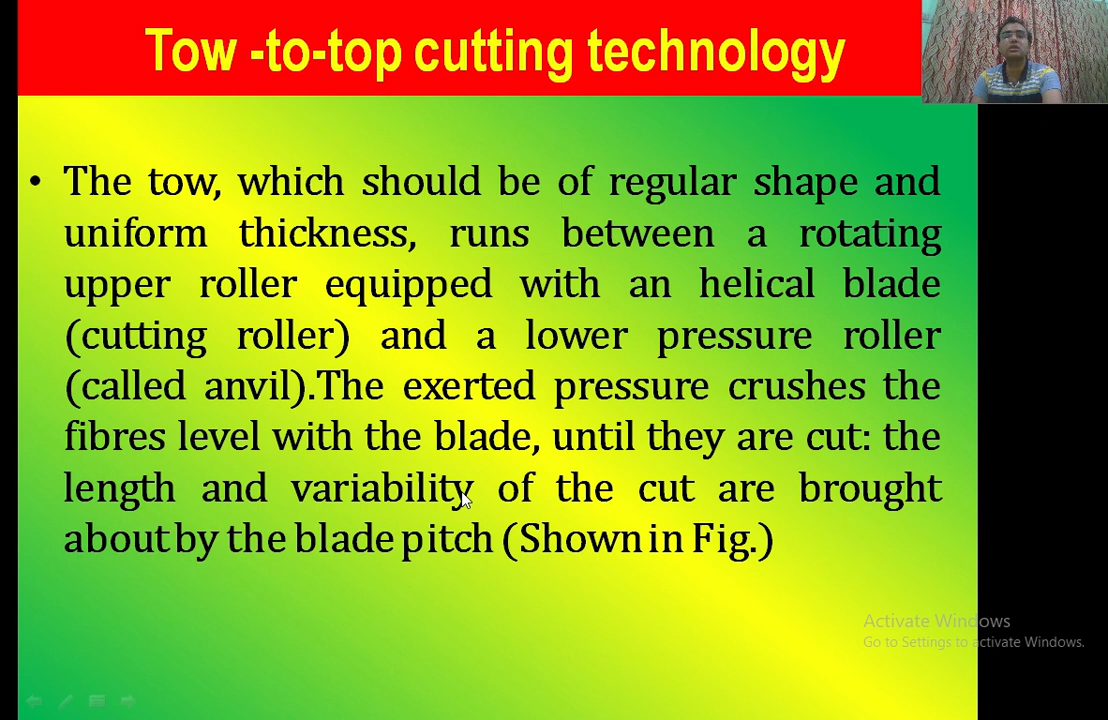 Tow -to-top cutting technology
• The tow, which should be of regular shape and
uniform thickness, runs between a rotating
upper roller equipped with an helical blade
(cutting roller) and a lower pressure roller
(called anvil).The exerted pressure crushes the
fibres level with the blade, until they are cut: the
length and variability of the cut are brought
about by the blade pitch (Shown in Fig.)
Activate Windows
Go to Settings to activate Windows.